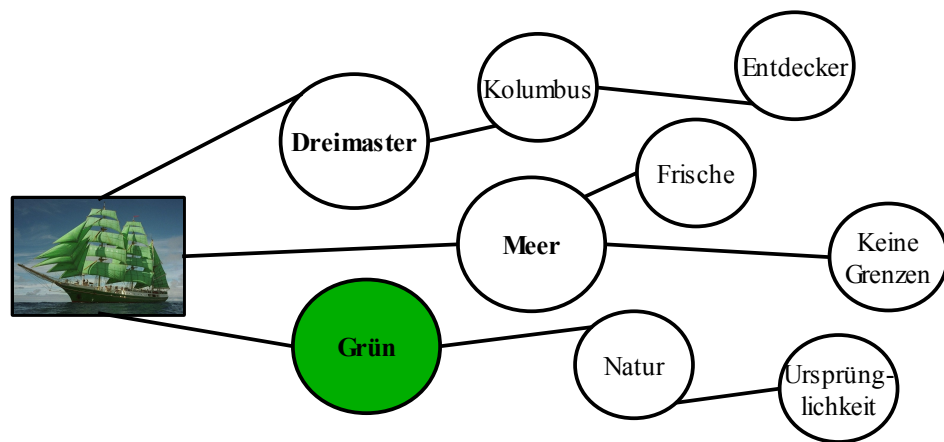 Dreimaster
Kolumbus
Entdecker
Frische
Meer
Keine
Grenzen
Grün
Natur
Ursprüng-
lichkeit